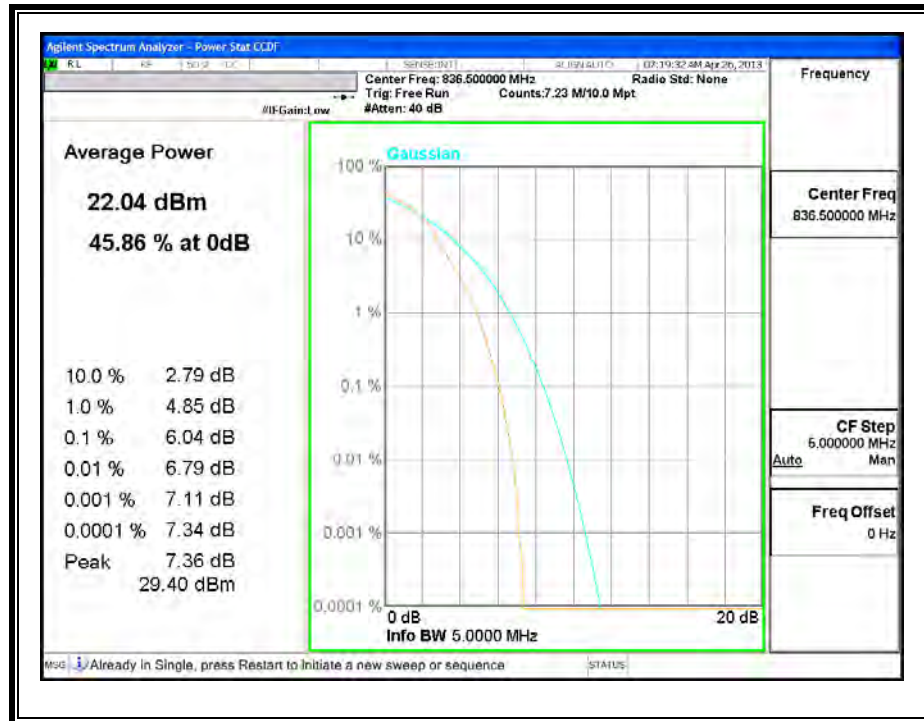 Agilent Spectrum Analyzer - Power Stat CCDF
RL RF 50 Ω DC SENSE:INT ALIGN AUTO 07:19:32 AM Apr 26, 2013
Center Freq: 836.500000 MHz Radio Std: None
Trig: Free Run Counts:7.23 M/10.0 Mpt
#IFGain:Low #Atten: 40 dB
Frequency
Average Power
22.04 dBm
45.86 % at 0dB
10.0 % 2.79 dB
1.0 % 4.85 dB
0.1 % 6.04 dB
0.01 % 6.79 dB
0.001 % 7.11 dB
0.0001 % 7.34 dB
Peak 7.36 dB
29.40 dBm
Gaussian
100 %
10 %
1 %
0.1 %
0.01 %
0.001 %
0.0001 %
0 dB 20 dB
Info BW 5.0000 MHz
Center Freq
836.500000 MHz
CF Step
5.000000 MHz
Auto Man
Freq Offset
0 Hz
MSG Already in Single, press Restart to initiate a new sweep or sequence STATUS